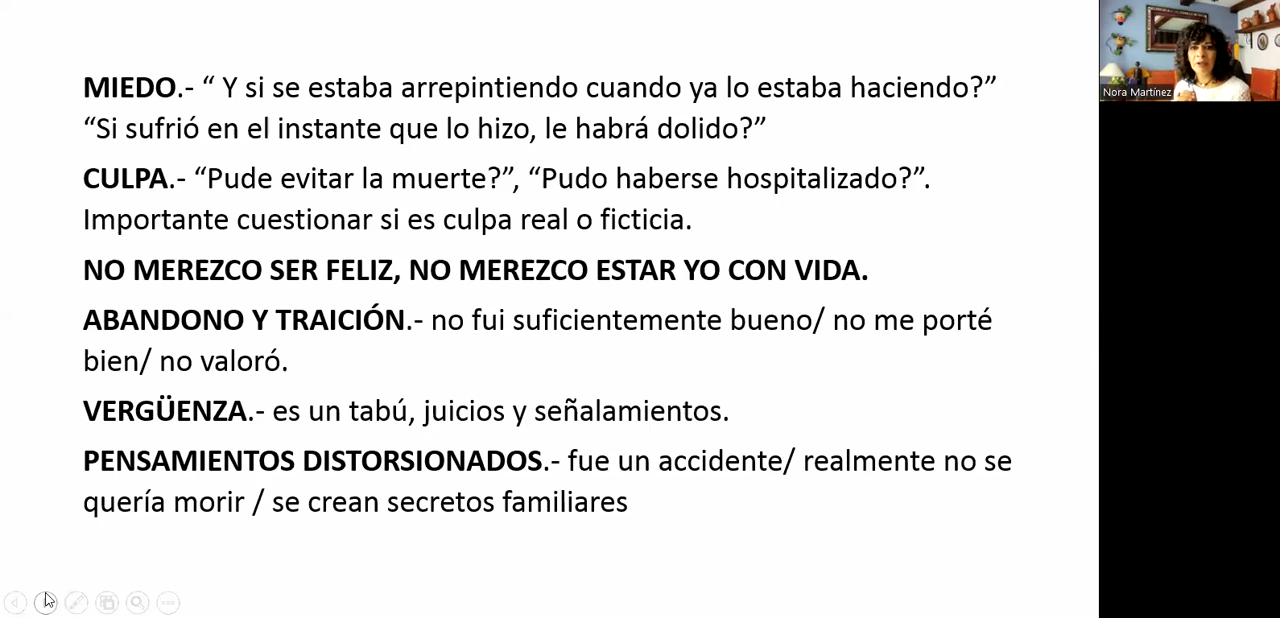 MIEDO.- “ Y si se estaba arrepintiendo cuando ya lo estaba haciendo?”
“Si sufrió en el instante que lo hizo, le habrá dolido?”
CULPA.- “Pude evitar la muerte?”, “Pudo haberse hospitalizado?”.
Importante cuestionar si es culpa real o ficticia.
NO MEREZCO SER FELIZ, NO MEREZCO ESTAR YO CON VIDA.
ABANDONO Y TRAICIÓN.- no fui suficientemente bueno/ no me porté
bien/ no valoró.
VERGÜENZA.- es un tabú, juicios y señalamientos.
PENSAMIENTOS DISTORSIONADOS.- fue un accidente/ realmente no se
quería morir / se crean secretos familiares
Nora Martínez